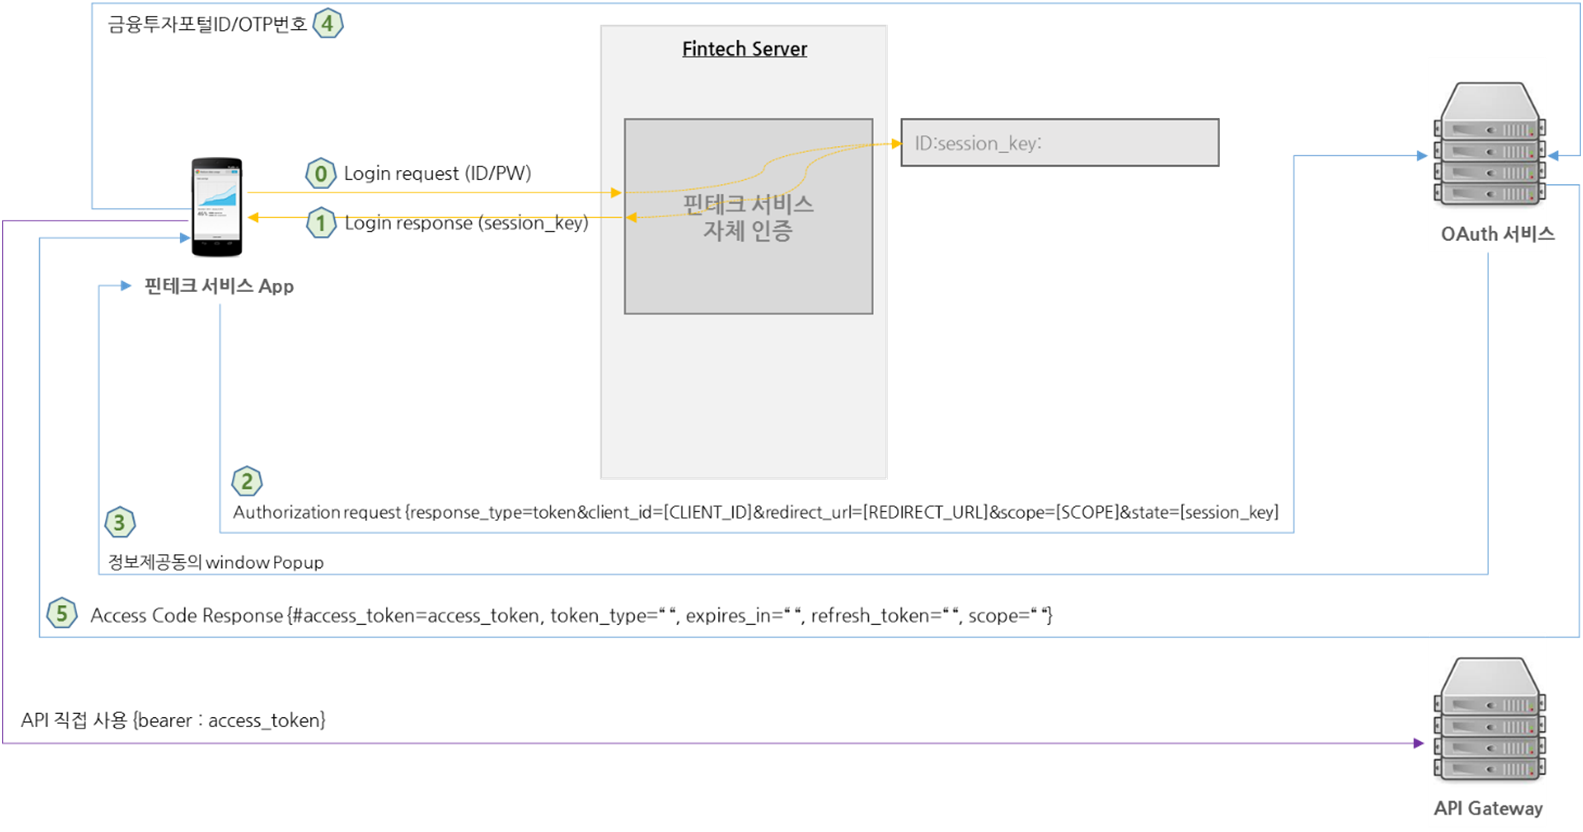 금융투자포털ID/OTP번호 4
Fintech Server
ID:session_key:
0 Login request (ID/PW)
1 Login response (session_key)
핀테크 서비스
자체 인증
OAuth 서비스
핀테크 서비스 App
2
Authorization request {response_type=token&client_id=[CLIENT_ID]&redirect_url=[REDIRECT_URL]&scope=[SCOPE]&state=[session_key]
3
정보제공동의 window Popup
5 Access Code Response {#access_token=access_token, token_type=“ “, expires_in=“ “, refresh_token=“ “, scope=“ “}
API 직접 사용 {bearer : access_token}
API Gateway